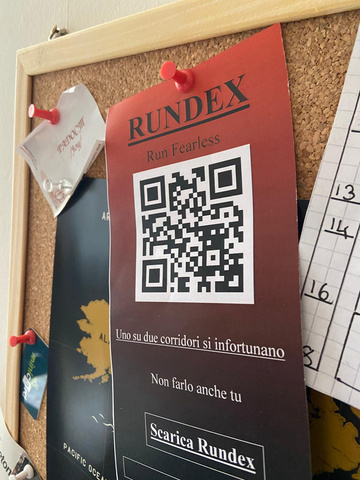 RUNDEX
Run Fearless
Uno su due corridori si infortunano
Non farlo anche tu
Scarica Rundex
13
14
16
PACIFIC OCEA